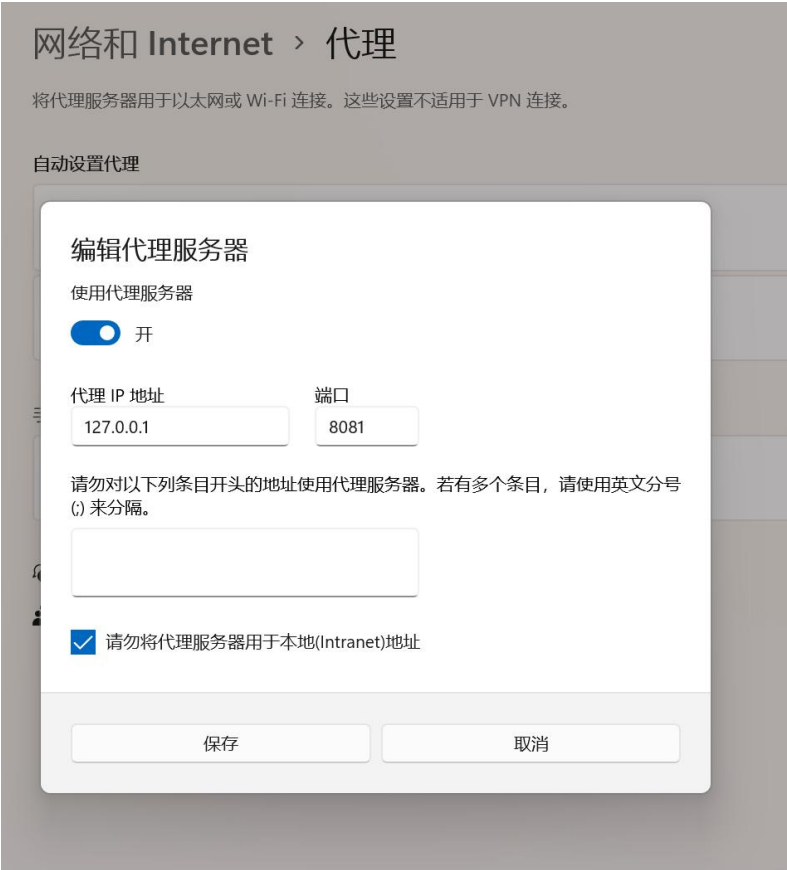 网络和 Internet › 代理
将代理服务器用于以太网或 Wi-Fi 连接。这些设置不适用于 VPN 连接。
自动设置代理
编辑代理服务器
使用代理服务器
开
代理 IP 地址 端口
127.0.0.1 8081
请勿对以下列条目开头的地址使用代理服务器。若有多个条目，请使用英文分号
(;) 来分隔。
请勿将代理服务器用于本地(Intranet)地址
保存 取消